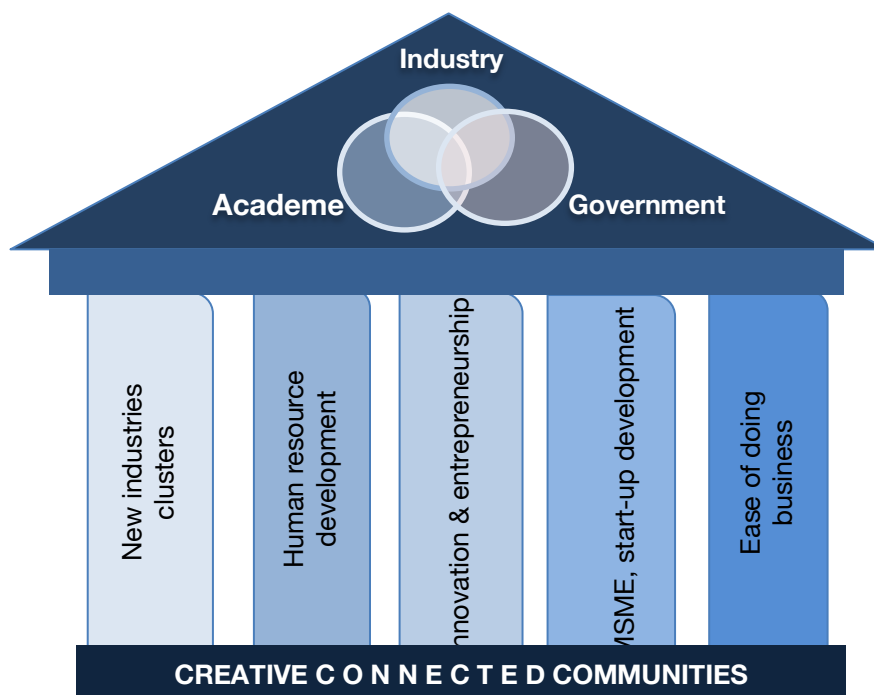 Industry
Academe
Government
New industries
clusters
Human resource
development
nnovation & entrepreneurship
MSME, start-up development
Ease of doing
business
CREATIVE C O N N E C T E D COMMUNITIES